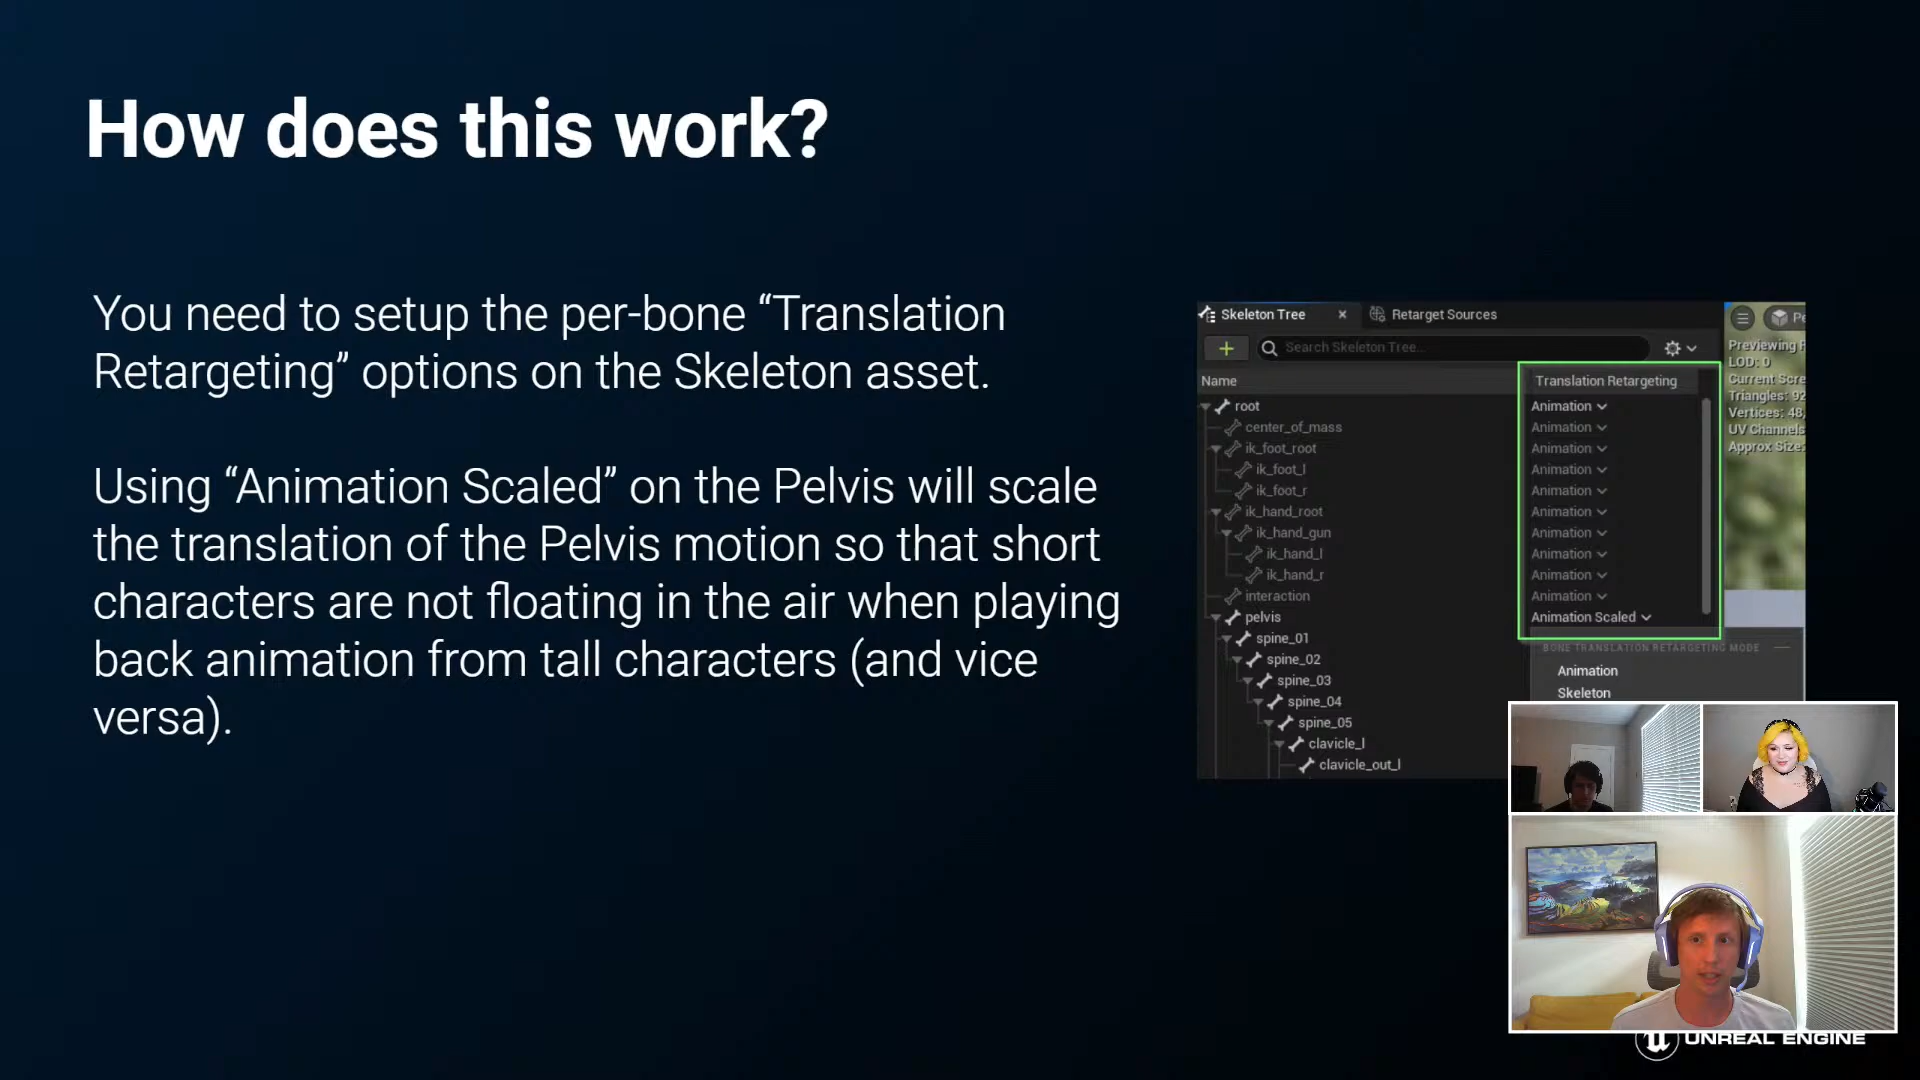 How does this work?
You need to setup the per-bone “Translation
Retargeting” options on the Skeleton asset.
Using “Animation Scaled” on the Pelvis will scale
the translation of the Pelvis motion so that short
characters are not floating in the air when playing
back animation from tall characters (and vice
versa).
Skeleton Tree
Retarget Sources
Search Skeleton Tree...
Name
Translation Retargeting
root Animation
center_of_mass Animation
ik_foot_root Animation
ik_foot_l Animation
ik_foot_r Animation
ik_hand_root Animation
ik_hand_gun Animation
ik_hand_l Animation
ik_hand_r Animation
interaction Animation
pelvis Animation Scaled
spine_01
spine_02
spine_03
spine_04
spine_05
clavicle_l
clavicle_out_l
BONE TRANSLATION RETARGETING MODE
Animation
Skeleton
Pe
Previewing
LOD: 0
Current Scre
Triangles: 92
Vertices: 48,
UV Channels
Approx Size:
UNREAL ENGINE